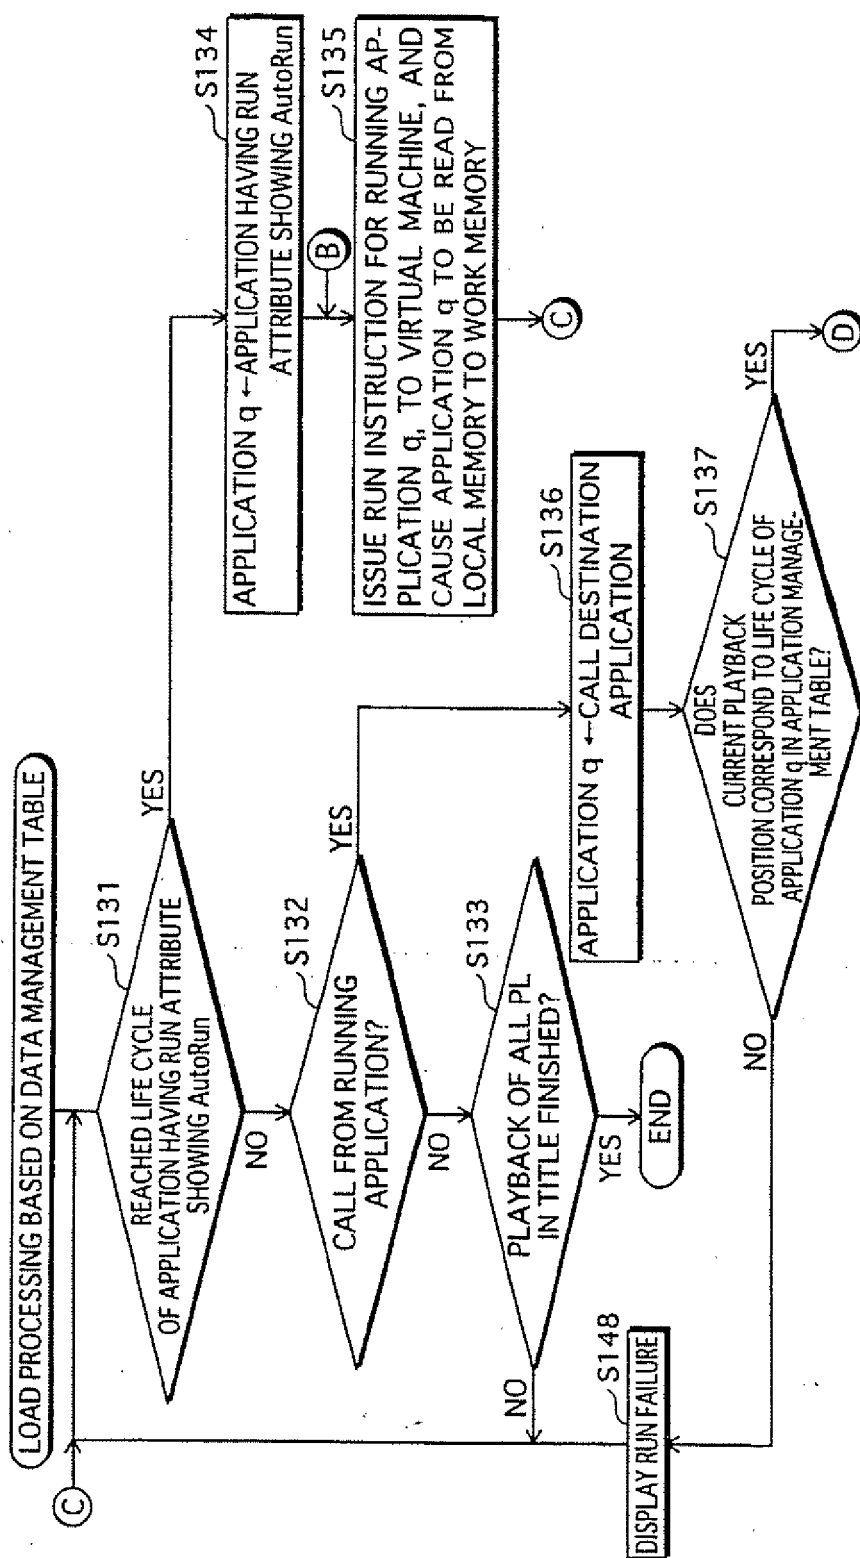 LOAD PROCESSING BASED ON DATA MANAGEMENT TABLE
C
S131
REACHED LIFE CYCLE
OF APPLICATION HAVING RUN ATTRIBUTE
SHOWING AutoRun
YES
NO
S132
CALL FROM RUNNING
APPLICATION?
YES
NO
S133
PLAYBACK OF ALL PL
IN TITLE FINISHED?
NO
YES
END
S134
APPLICATION q ←APPLICATION HAVING RUN
ATTRIBUTE SHOWING AutoRun
B
S135
ISSUE RUN INSTRUCTION FOR RUNNING AP-
PLICATION q, TO VIRTUAL MACHINE, AND
CAUSE APPLICATION q TO BE READ FROM
LOCAL MEMORY TO WORK MEMORY
C
S136
APPLICATION q ←CALL DESTINATION
APPLICATION
S137
DOES
CURRENT PLAYBACK
POSITION CORRESPOND TO LIFE CYCLE OF
APPLICATION q IN APPLICATION MANAGE-
MENT TABLE?
YES
D
NO
S148
DISPLAY RUN FAILURE